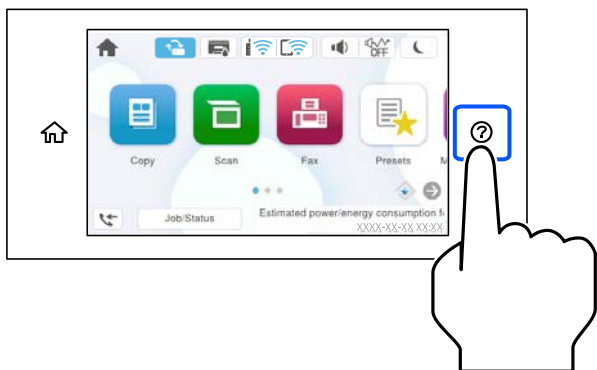 OFF
Copy Scan Fax Presets M
?
Job/Status Estimated power/energy consumption f
XXXX-XX-XX XX:XX